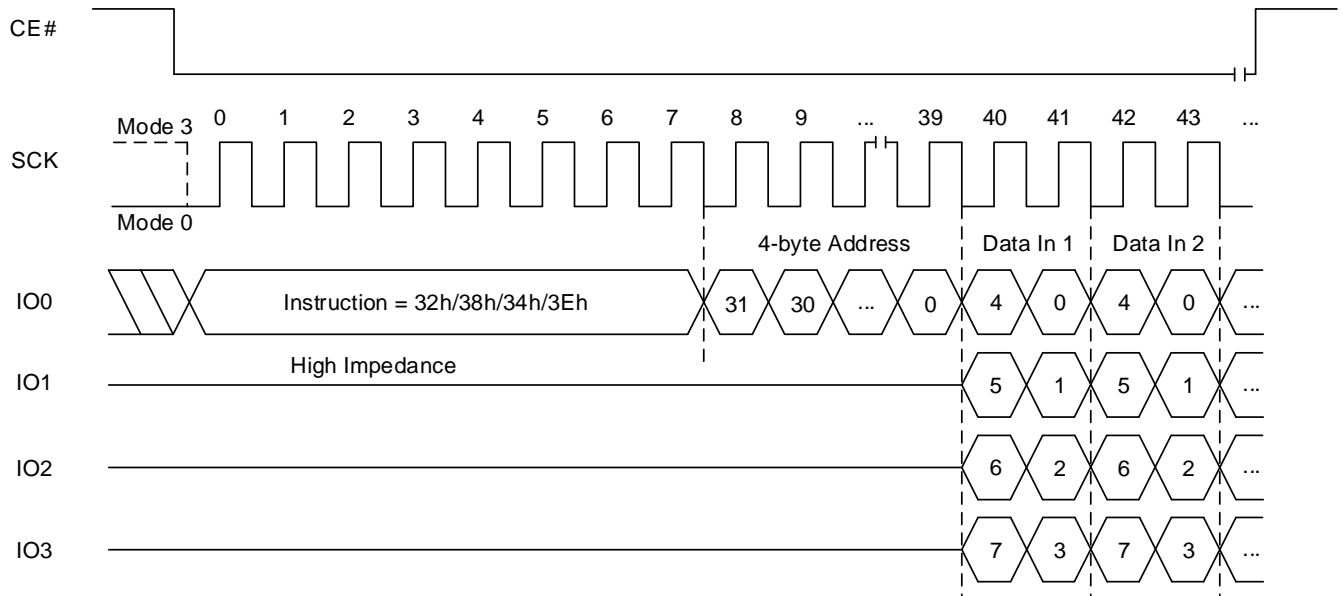 CE#
Mode 3 0 1 2 3 4 5 6 7 8 9 ... 39 40 41 42 43 ...
SCK
Mode 0
4-byte Address Data In 1 Data In 2
IO0 Instruction = 32h/38h/34h/3Eh 31 30 ... 0 4 0 4 0 ...
High Impedance
IO1 5 1 5 1 ...
IO2 6 2 6 2 ...
IO3 7 3 7 3 ...